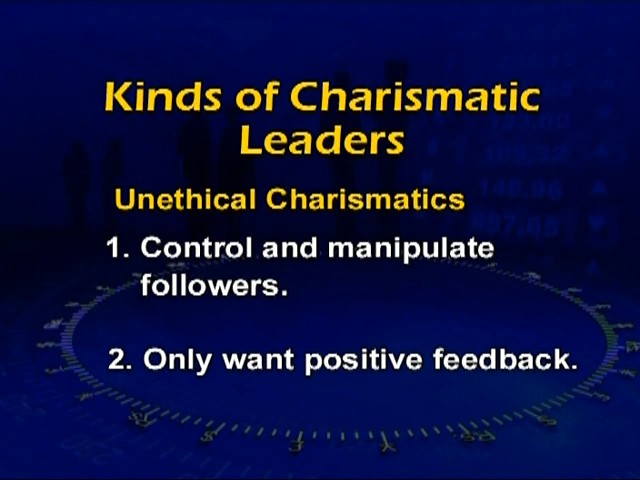 Kinds of Charismatic
Leaders
Unethical Charismatics
1. Control and manipulate
followers.
2. Only want positive feedback.